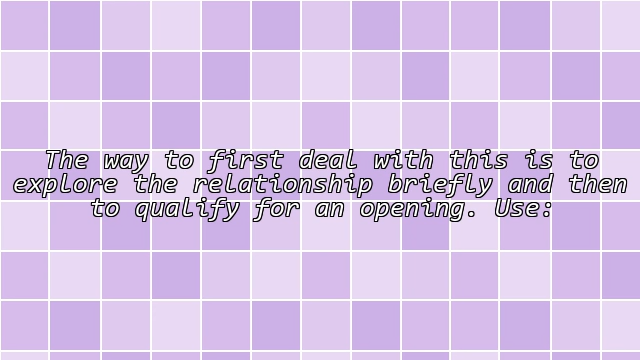 The way to first deal with this is to
explore the relationship briefly and then
to qualify for an opening. Use: